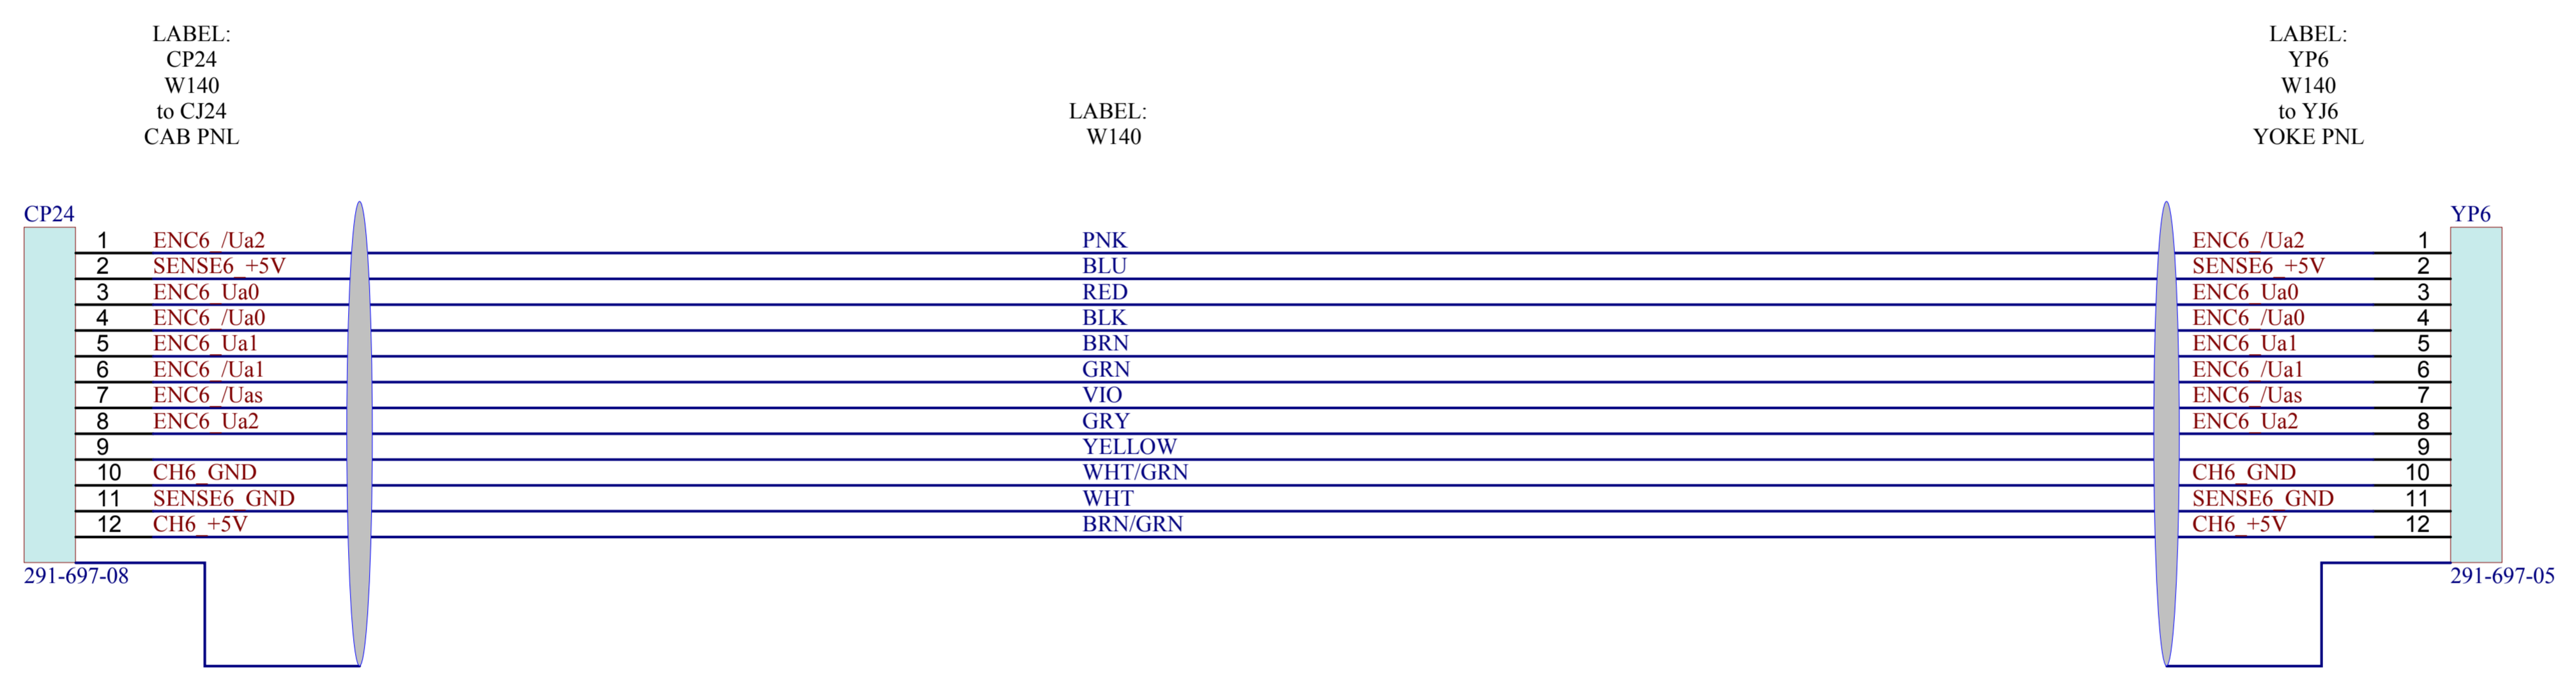 LABEL:
CP24
W140
to CJ24
CAB PNL
LABEL:
W140
LABEL:
YP6
W140
to YJ6
YOKE PNL
CP24 YP6
1 ENC6_/Ua2 PNK ENC6_/Ua2 1
2 SENSE6_+5V BLU SENSE6_+5V 2
3 ENC6_Ua0 RED ENC6_Ua0 3
4 ENC6_/Ua0 BLK ENC6_/Ua0 4
5 ENC6_Ua1 BRN ENC6_Ua1 5
6 ENC6_/Ua1 GRN ENC6_/Ua1 6
7 ENC6_/Uas VIO ENC6_/Uas 7
8 ENC6_Ua2 GRY ENC6_Ua2 8
9 YELLOW 9
10 CH6_GND WHT/GRN CH6_GND 10
11 SENSE6_GND WHT SENSE6_GND 11
12 CH6_+5V BRN/GRN CH6_+5V 12
291-697-08 291-697-05